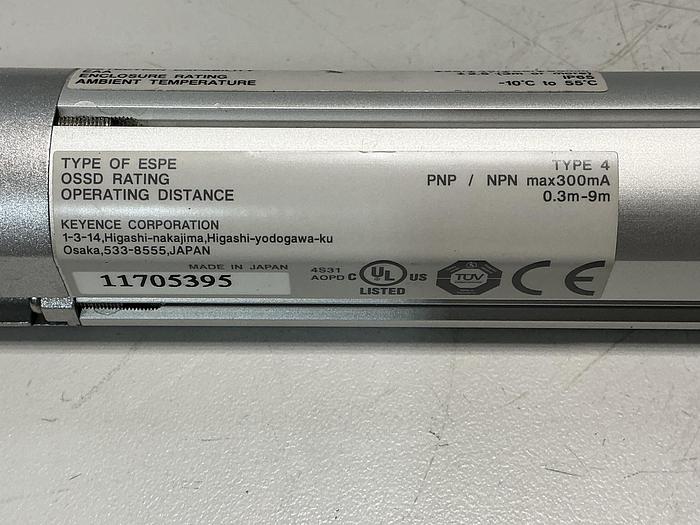 ENCLOSURE RATING IP65
AMBIENT TEMPERATURE -10°C to 55°C
TYPE OF ESPE TYPE 4
OSSD RATING PNP / NPN max300mA
OPERATING DISTANCE 0.3m-9m
KEYENCE CORPORATION
1-3-14,Higashi-nakajima,Higashi-yodogawa-ku
Osaka,533-8555,JAPAN
MADE IN JAPAN
11705395
4S31
AOPD C UL US
LISTED
TÜV
CE